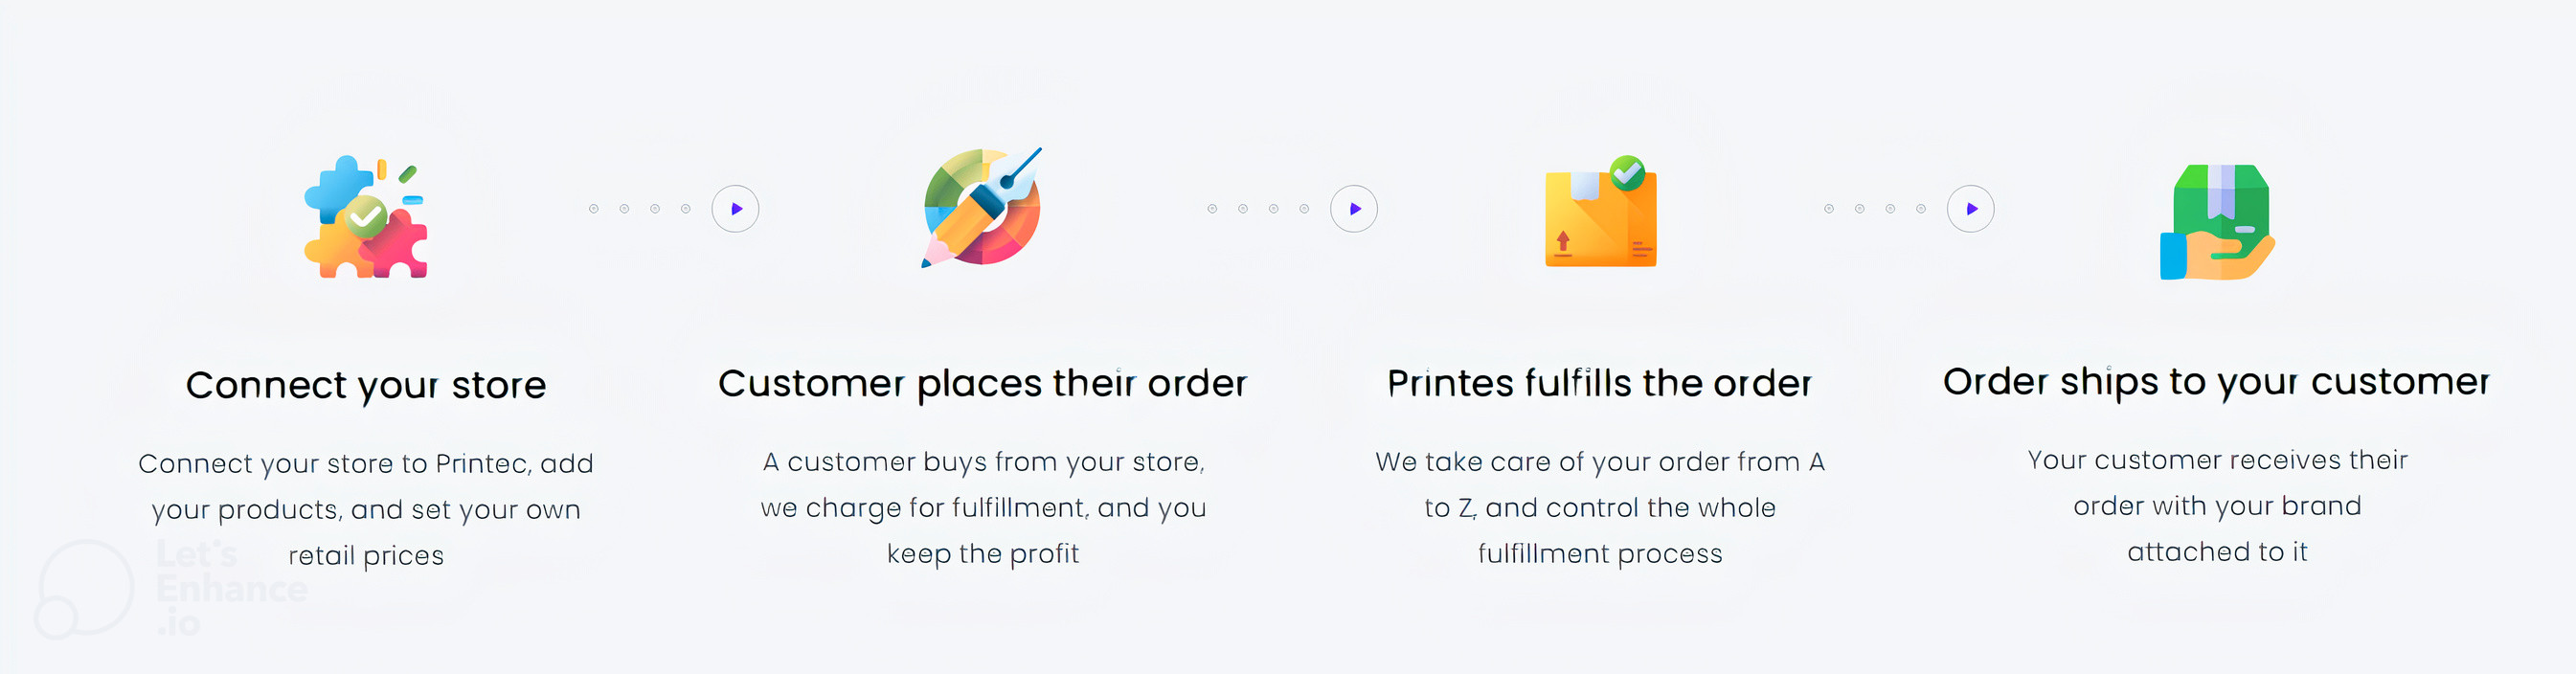 Connect your store
Connect your store to Printec, add
your products, and set your own
retail prices
Customer places their order
A customer buys from your store,
we charge for fulfillment, and you
keep the profit
Printes fulfills the order
We take care of your order from A
to Z, and control the whole
fulfillment process
Order ships to your customer
Your customer receives their
order with your brand
attached to it
Let's
Enhance
.io